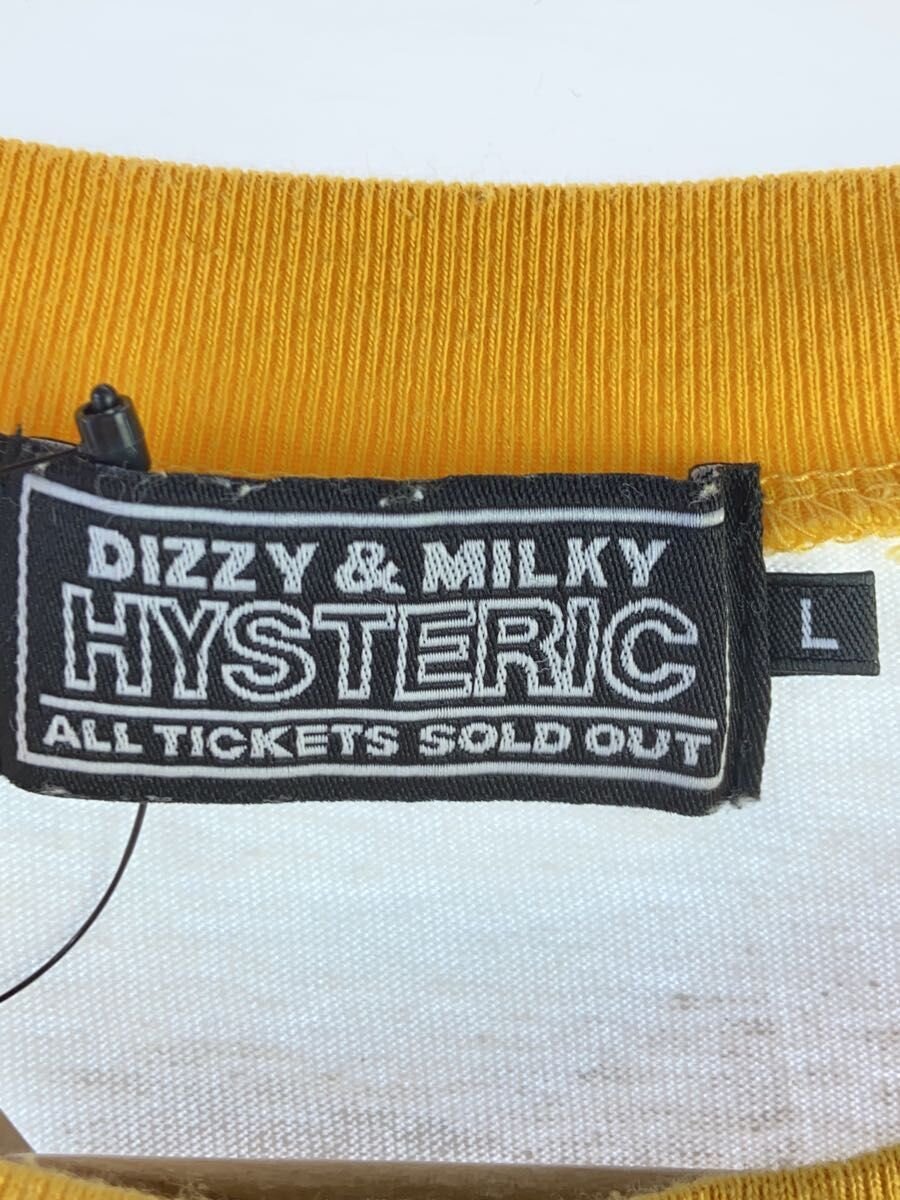 DIZZY & MILKY
HYSTERIC
ALL TICKETS SOLD OUT
L